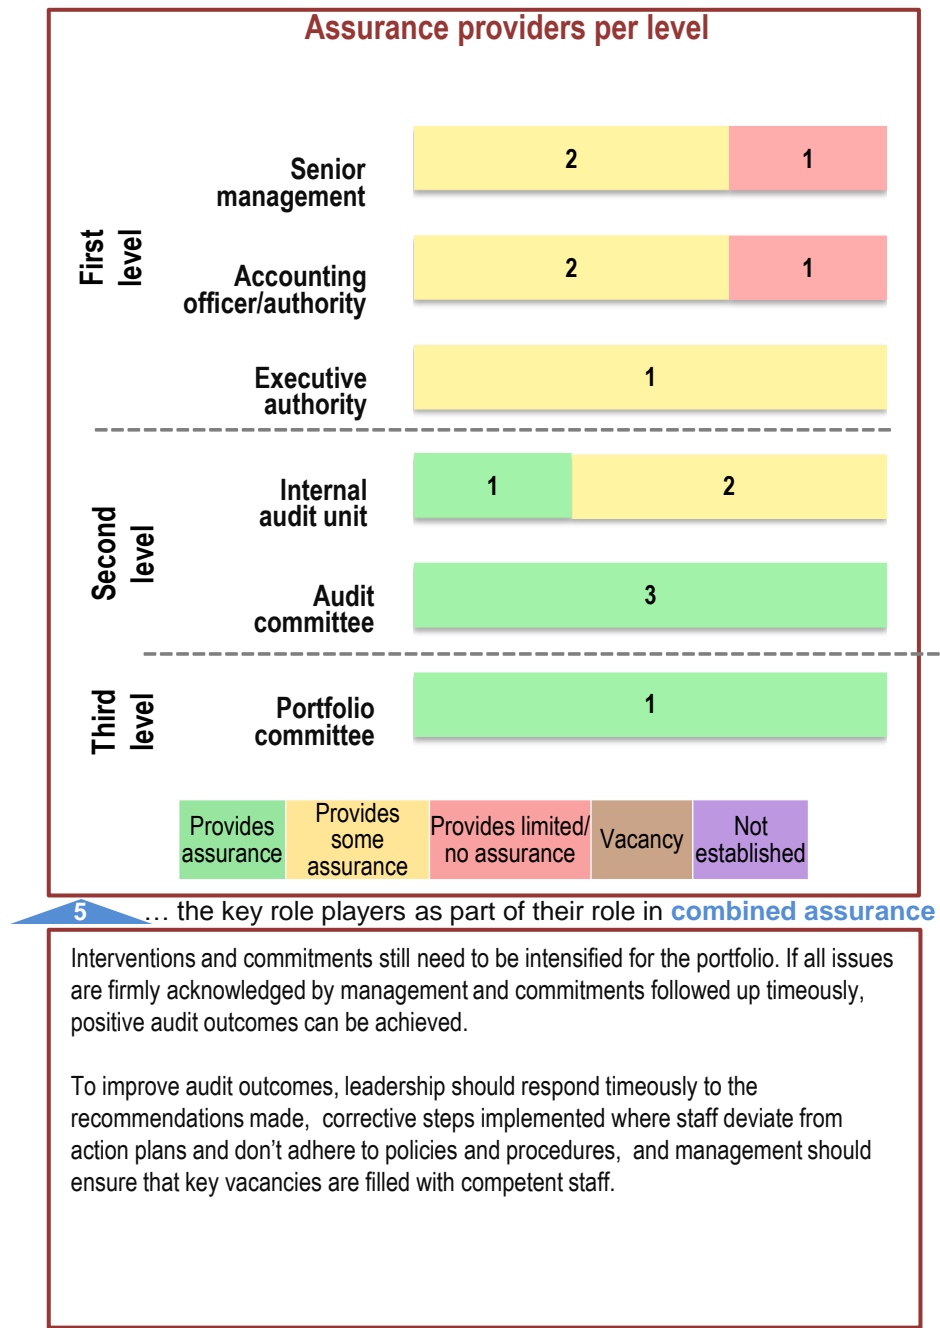 Assurance providers per level
First
level
Senior
management
2
1
Accounting
officer/authority
2
1
Executive
authority
1
Second
level
Internal
audit unit
1
2
Audit
committee
3
Third
level
Portfolio
committee
1
Provides
assurance
Provides
some
assurance
Provides limited/
no assurance
Vacancy
Not
established
5
… the key role players as part of their role in combined assurance
Interventions and commitments still need to be intensified for the portfolio. If all issues
are firmly acknowledged by management and commitments followed up timeously,
positive audit outcomes can be achieved.
To improve audit outcomes, leadership should respond timeously to the
recommendations made,  corrective steps implemented where staff deviate from
action plans and don’t adhere to policies and procedures,  and management should
ensure that key vacancies are filled with competent staff.